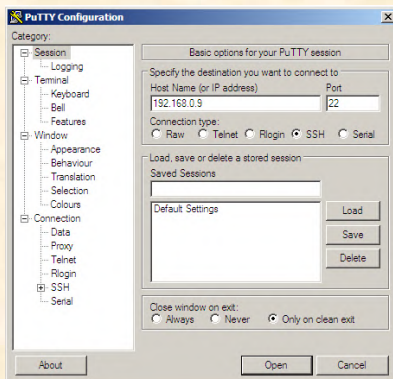 PuTTY Configuration
Category:
Session
Logging
Terminal
Keyboard
Bell
Features
Window
Appearance
Behaviour
Translation
Selection
Colours
Connection
Data
Proxy
Telnet
Rlogin
SSH
Serial
Basic options for your PuTTY session
Specify the destination you want to connect to
Host Name (or IP address) Port
192.168.0.9 22
Connection type:
Raw Telnet Rlogin SSH Serial
Load, save or delete a stored session
Saved Sessions
Default Settings
Load
Save
Delete
Close window on exit:
Always Never Only on clean exit
About Open Cancel